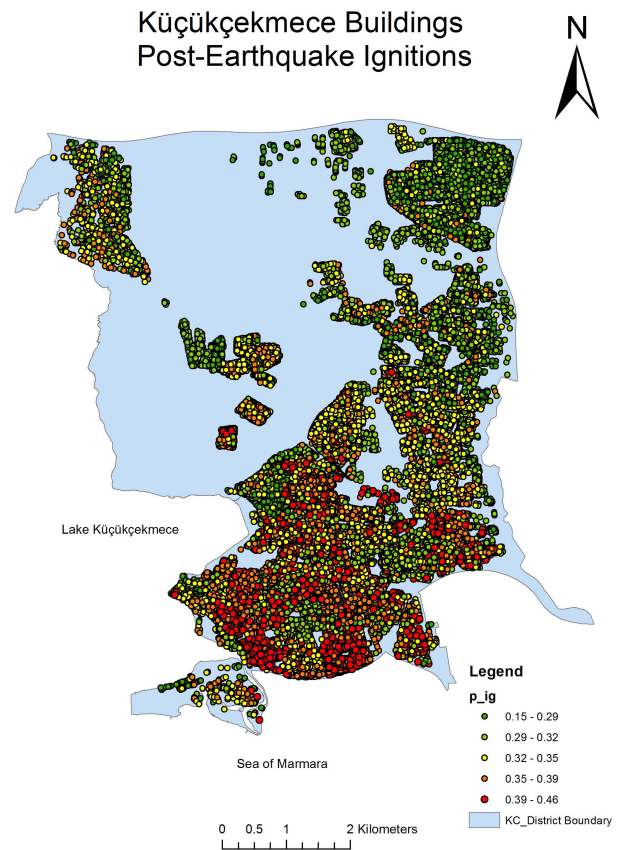 Küçükçekmece Buildings
Post-Earthquake Ignitions
N
Lake Küçükçekmece
Sea of Marmara
Legend
p_ig
0.15 - 0.29
0.29 - 0.32
0.32 - 0.35
0.35 - 0.39
0.39 - 0.46
KC_District Boundary
0 0.5 1 2 Kilometers